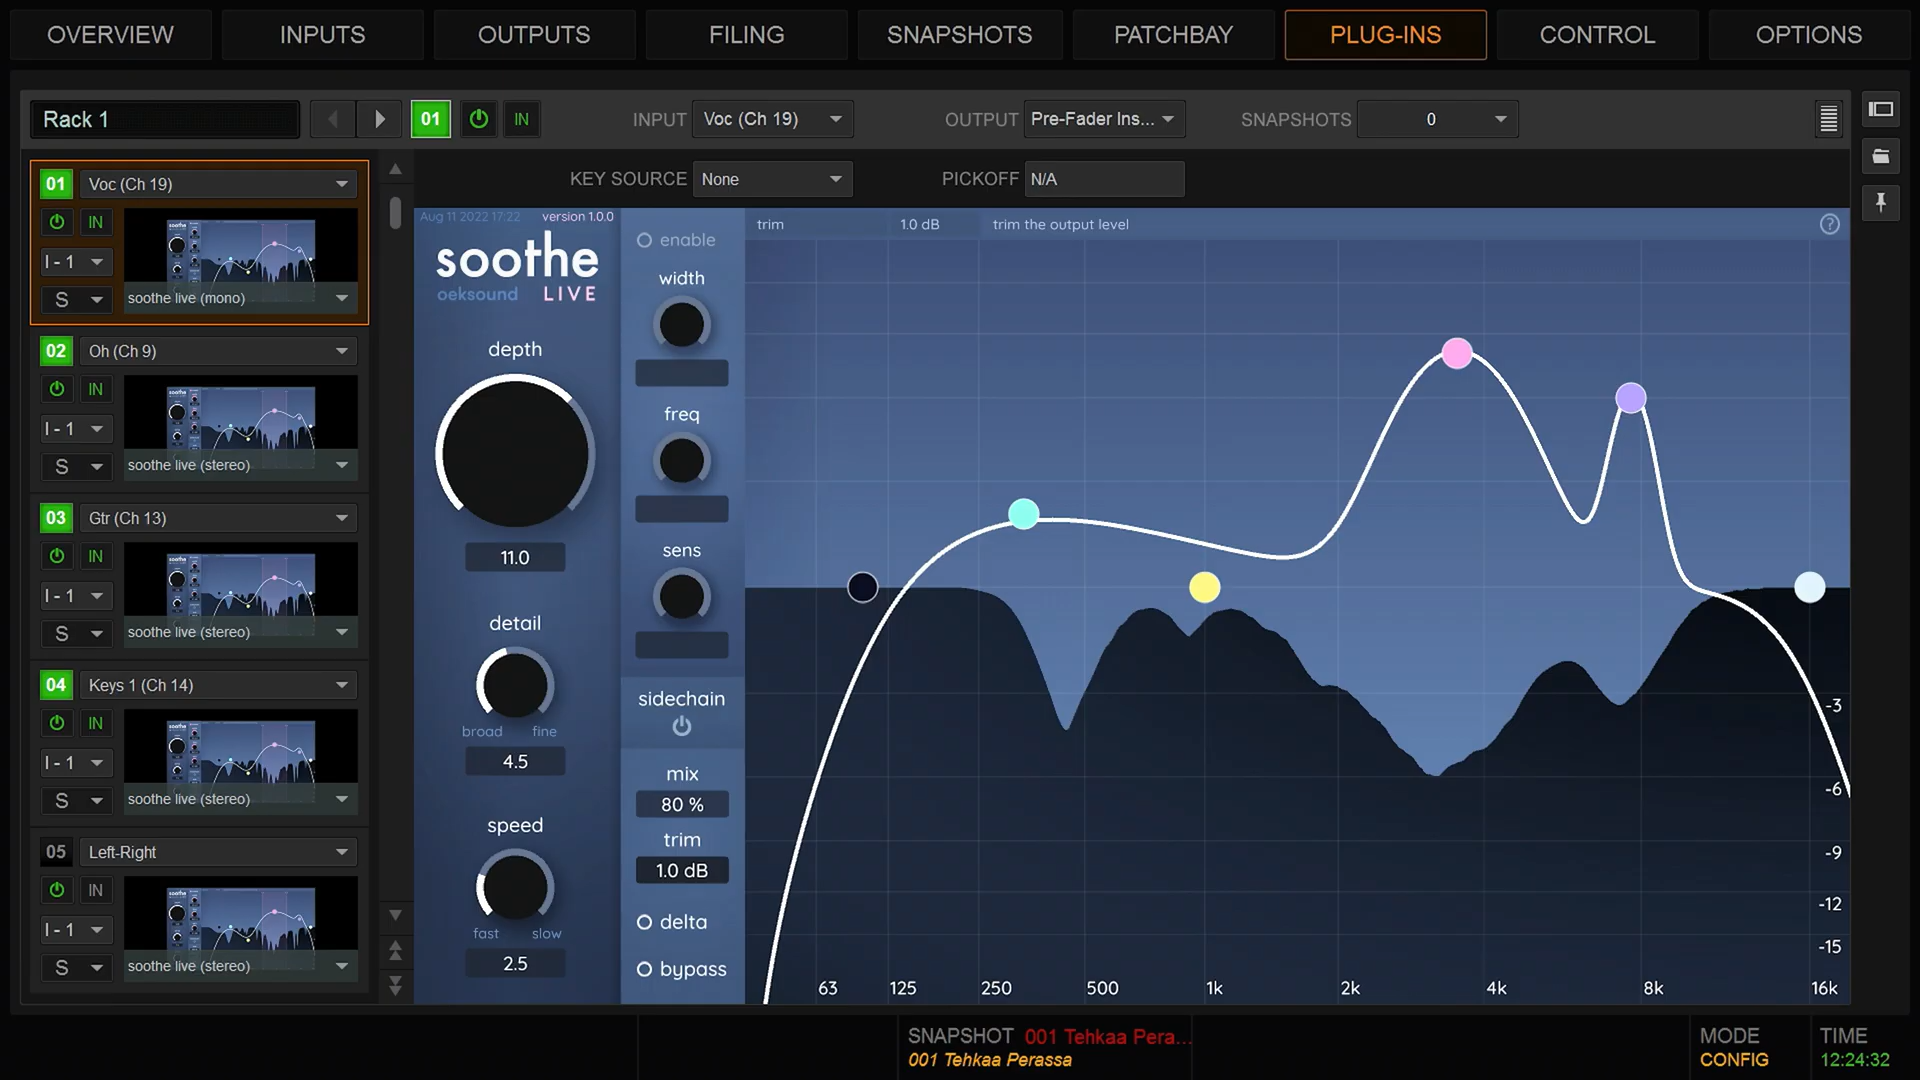 OVERVIEW INPUTS OUTPUTS FILING SNAPSHOTS PATCHBAY PLUG-INS CONTROL OPTIONS
Rack 1 01 IN INPUT Voc (Ch 19) OUTPUT Pre-Fader Ins... SNAPSHOTS 0
KEY SOURCE None PICKOFF N/A
01 Voc (Ch 19)
IN
I - 1
S soothe live (mono)
02 Oh (Ch 9)
IN
I - 1
S soothe live (stereo)
03 Gtr (Ch 13)
IN
I - 1
S soothe live (stereo)
04 Keys 1 (Ch 14)
IN
I - 1
S soothe live (stereo)
05 Left-Right
IN
I - 1
S soothe live (stereo)
Aug 11 2022 17:22 version 1.0.0
soothe
oeksound LIVE
depth
11.0
detail
broad fine
4.5
speed
fast slow
2.5
enable
width
freq
sens
sidechain
mix
80 %
trim
1.0 dB
delta
bypass
trim 1.0 dB trim the output level ?
-3
-6
-9
-12
-15
63 125 250 500 1k 2k 4k 8k 16k
SNAPSHOT 001 Tehkaa Pera...
001 Tehkaa Perassa
MODE
CONFIG
TIME
12:24:32